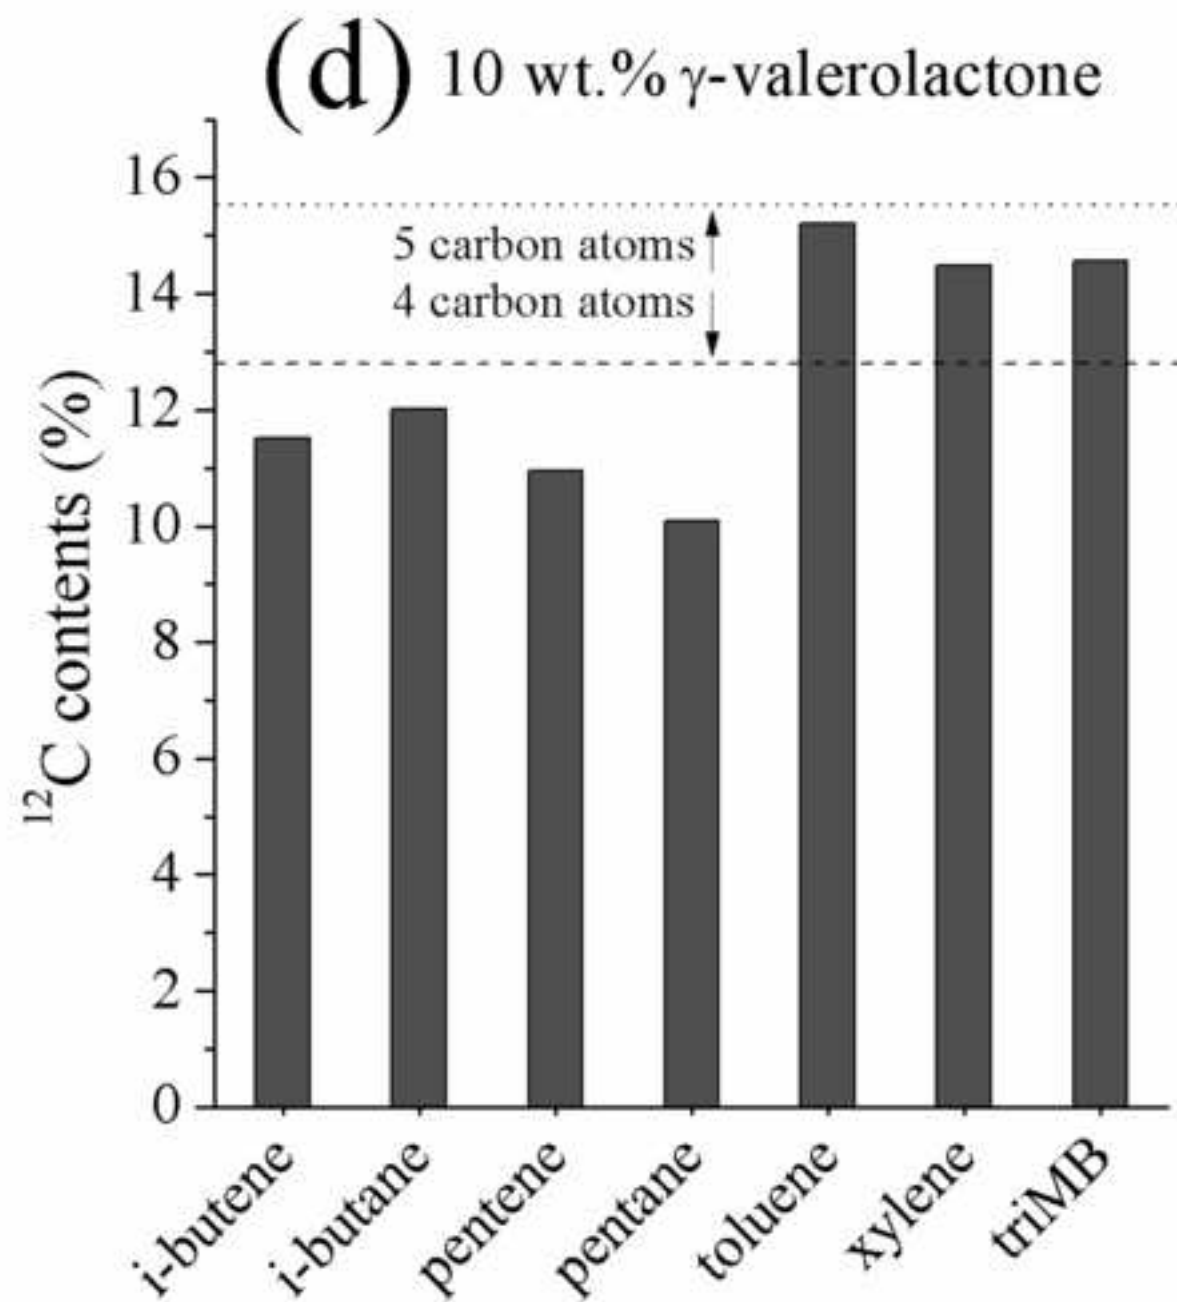 (d) 10 wt.% γ-valerolactone
16
14
12
10
8
6
4
2
0
¹²C contents (%)
5 carbon atoms
4 carbon atoms
i-butene
i-butane
pentene
pentane
toluene
xylene
triMB